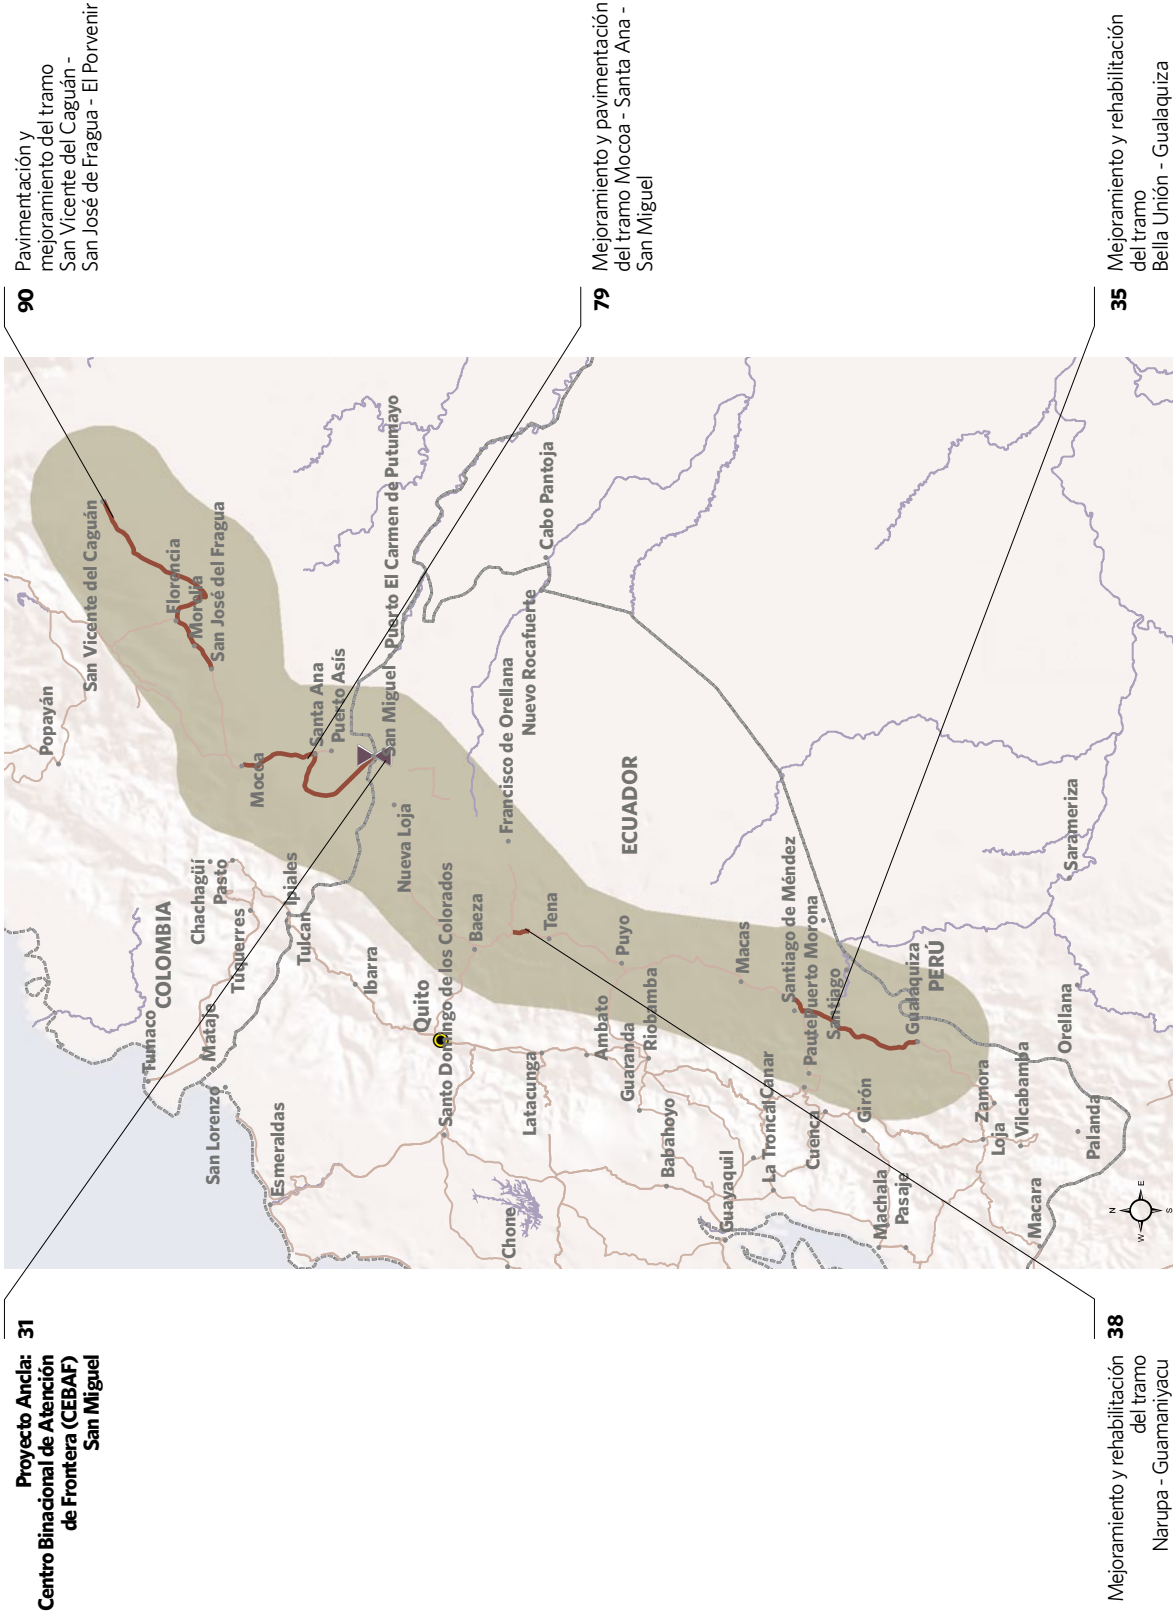 Proyecto Ancla:
Centro Binacional de Atención
de Frontera (CEBAF)
San Miguel
31
90
Pavimentación y
mejoramiento del tramo
San Vicente del Caguán -
San José de Fragua - El Porvenir
79
Mejoramiento y pavimentación
del tramo Mocoa - Santa Ana -
San Miguel
35
Mejoramiento y rehabilitación
del tramo
Bella Unión - Gualaquiza
38
Mejoramiento y rehabilitación
del tramo
Narupa - Guamaniyacu
Popayán
San Vicente del Caguán
Florencia
Morelia
San José del Fragua
Tumaco
COLOMBIA
Chachagüí
Pasto
Mocoa
Santa Ana
Puerto Asís
Mataje
Tuquerres
Ipiales
San Lorenzo
Tulcan
San Miguel
Puerto El Carmen de Putumayo
Esmeraldas
Ibarra
Nueva Loja
Quito
Santo Domingo de los Colorados
Baeza
Francisco de Orellana
Nuevo Rocafuerte
Cabo Pantoja
Chone
Latacunga
Tena
Ambato
Guaranda
Riobamba
Puyo
ECUADOR
Babahoyo
Guayaquil
La Troncal
Canar
Macas
Santiago de Méndez
Cuenca
Paute
Puerto Morona
Santiago
Girón
Machala
Pasaje
Gualaquiza
PERÚ
Zamora
Loja
Vilcabamba
Orellana
Sarameriza
Macara
Palanda
N
W
E
S